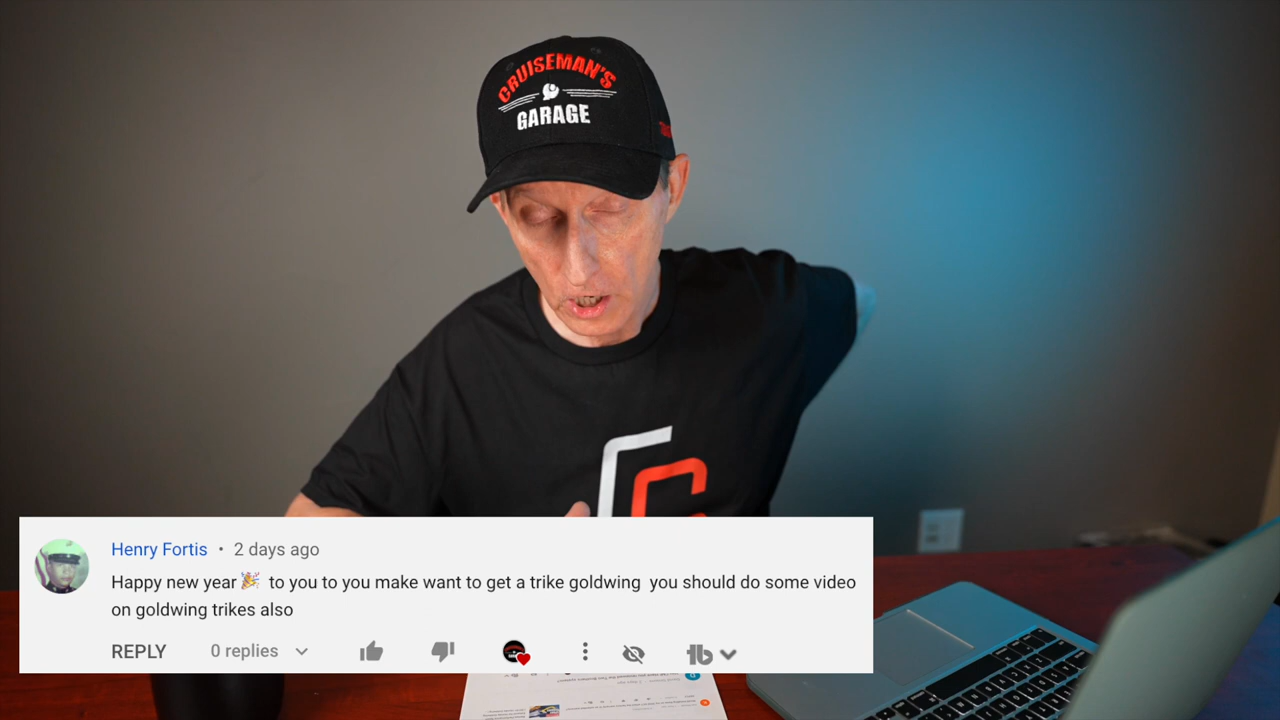 CRUISEMAN'S
GARAGE
Henry Fortis • 2 days ago
Happy new year 🎉 to you to you make want to get a trike goldwing you should do some video
on goldwing trikes also
REPLY 0 replies